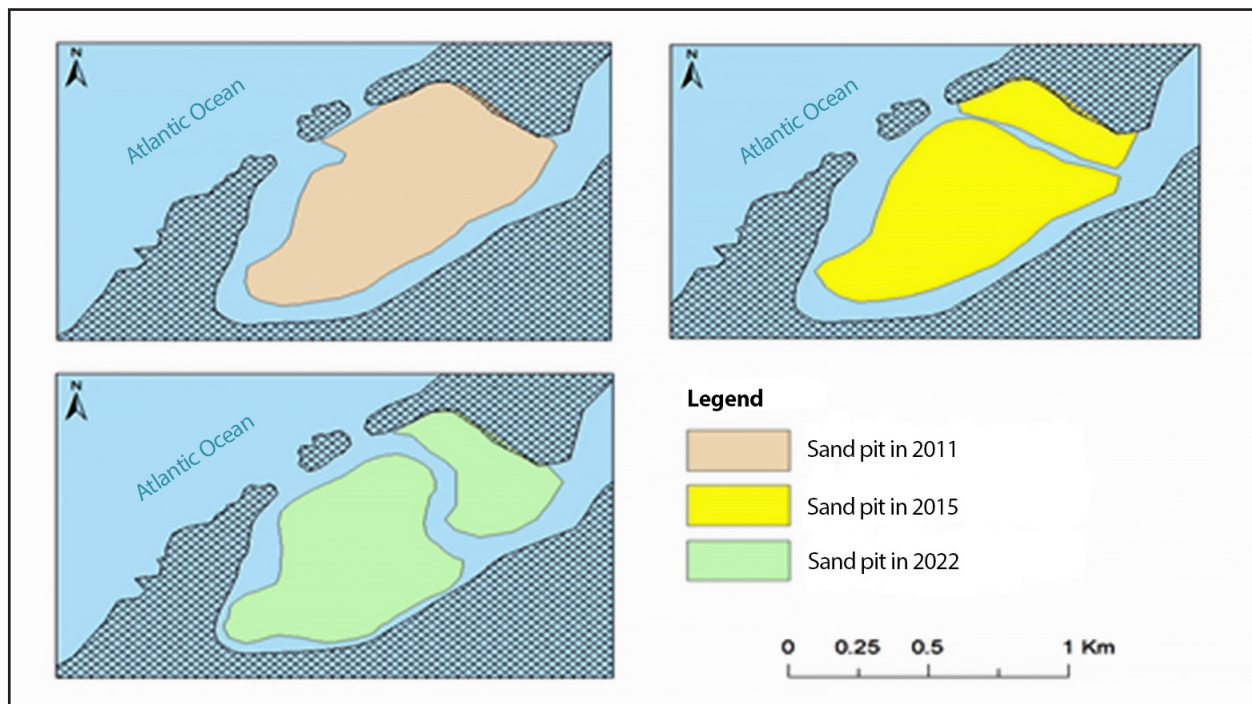 N
Atlantic Ocean
N
Atlantic Ocean
N
Atlantic Ocean
Legend
Sand pit in 2011
Sand pit in 2015
Sand pit in 2022
0 0.25 0.5 1 Km